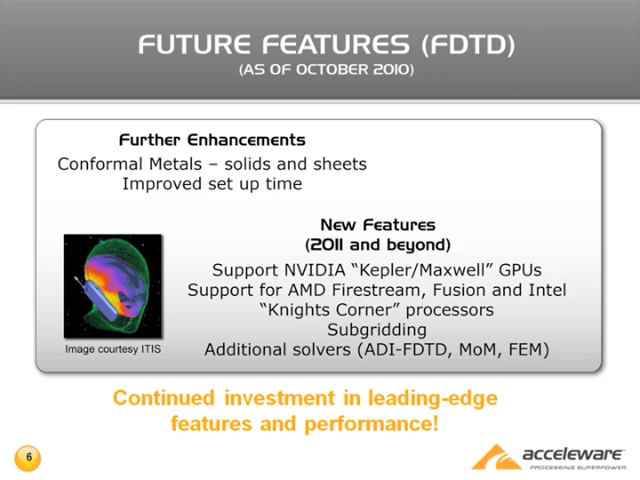 FUTURE FEATURES (FDTD)
(AS OF OCTOBER 2010)
Further Enhancements
Conformal Metals – solids and sheets
Improved set up time
New Features
(2011 and beyond)
Support NVIDIA “Kepler/Maxwell” GPUs
Support for AMD Firestream, Fusion and Intel
“Knights Corner” processors
Subgridding
Additional solvers (ADI-FDTD, MoM, FEM)
Image courtesy ITIS
Continued investment in leading-edge
features and performance!
6
acceleware
PROCESSING SUPERPOWER